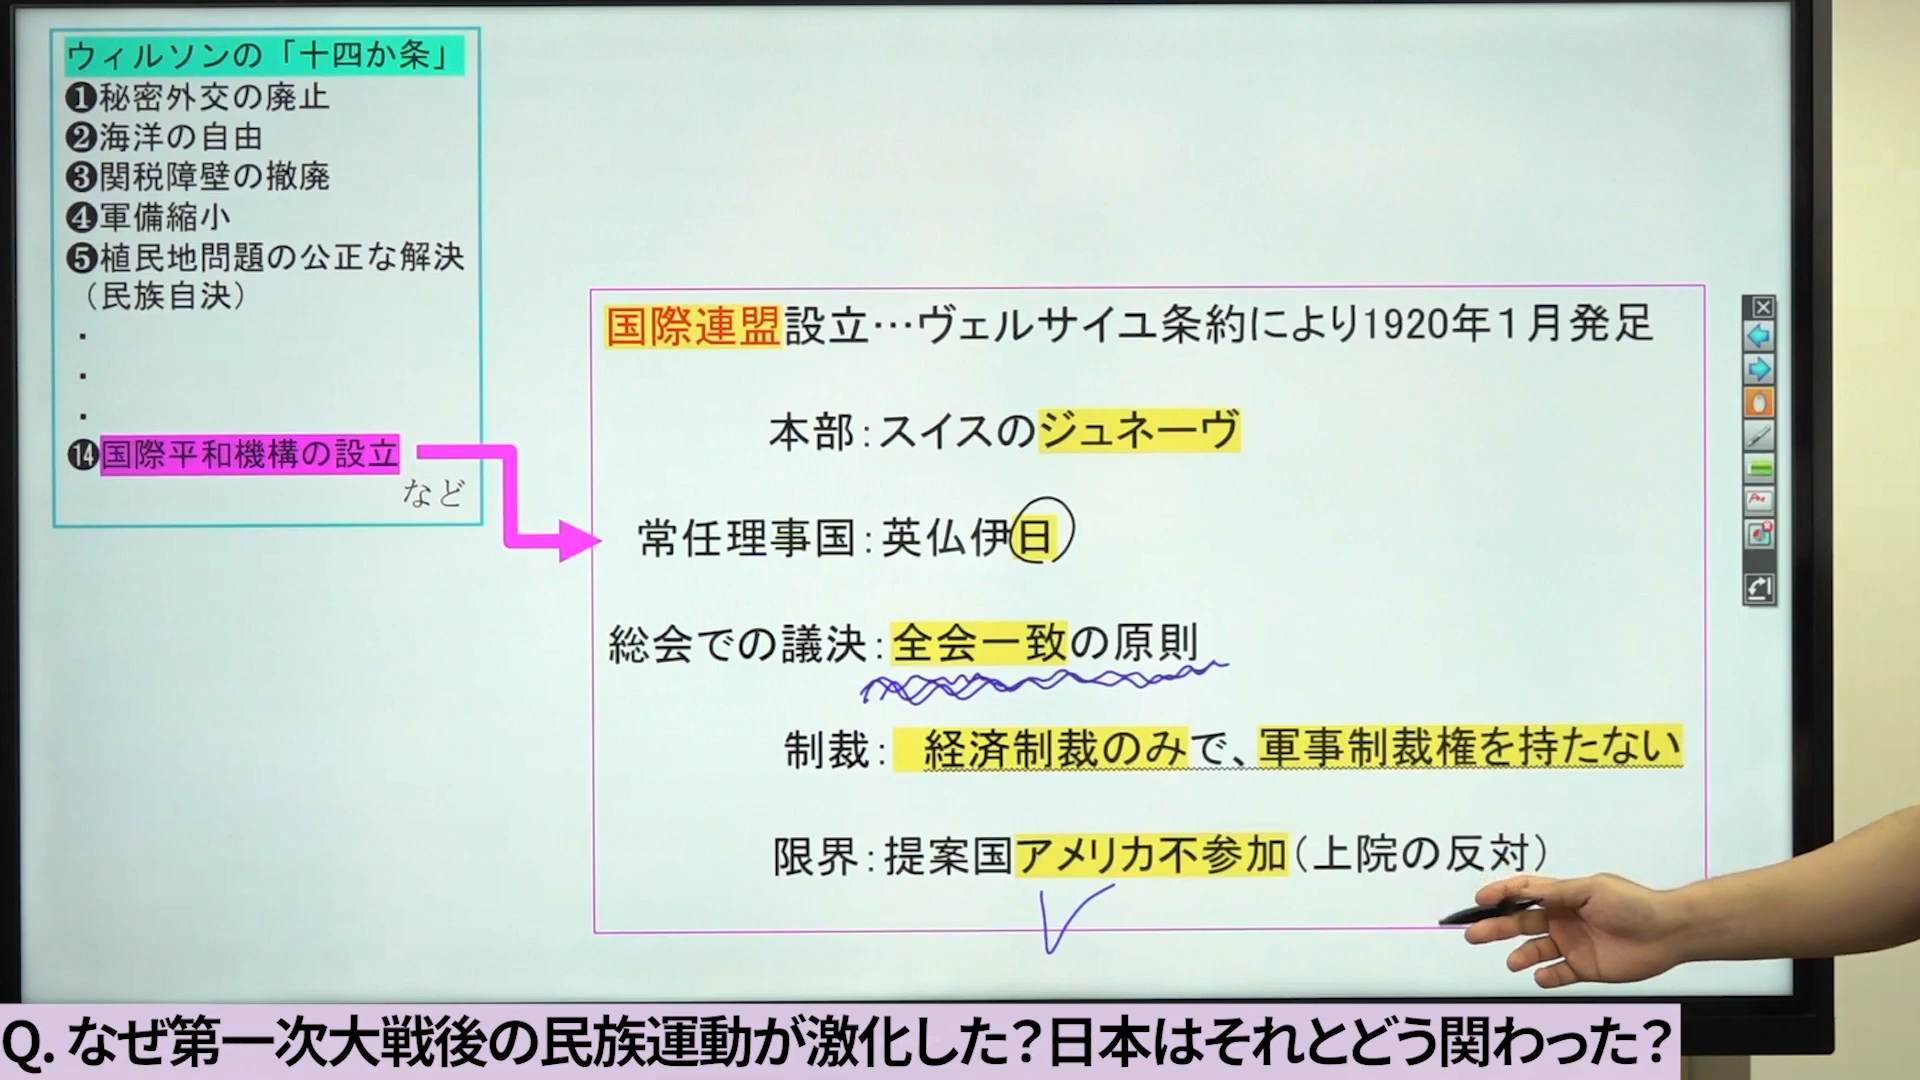 ウィルソンの「十四か条」
❶秘密外交の廃止
❷海洋の自由
❸関税障壁の撤廃
❹軍備縮小
❺植民地問題の公正な解決
（民族自決）
・
・
・
⓮国際平和機構の設立
など
国際連盟設立…ヴェルサイユ条約により1920年１月発足
本部：スイスのジュネーヴ
常任理事国：英仏伊日
総会での議決：全会一致の原則
制裁： 経済制裁のみで、軍事制裁権を持たない
限界：提案国アメリカ不参加（上院の反対）
Q. なぜ第一次大戦後の民族運動が激化した？日本はそれとどう関わった？